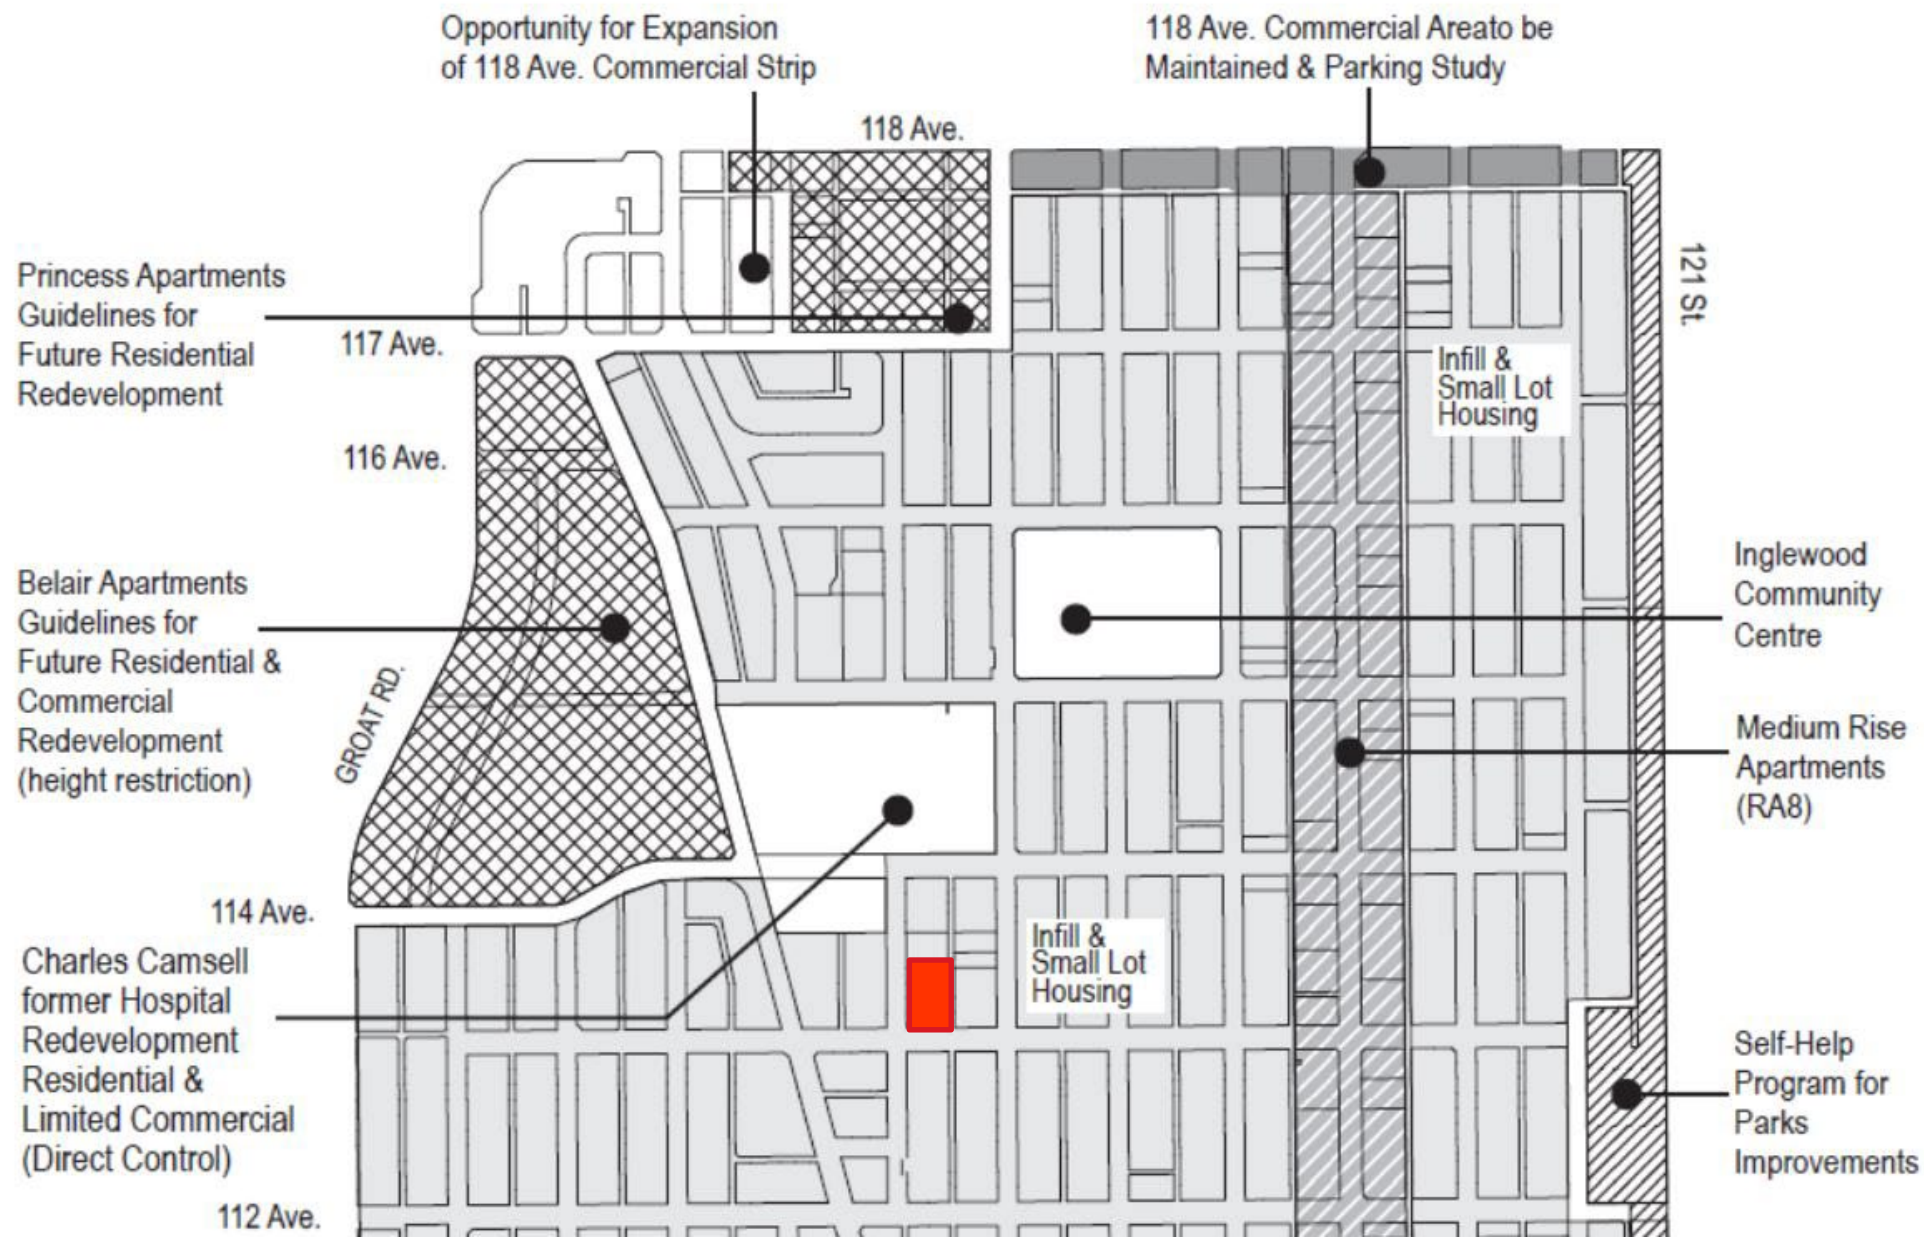 Opportunity for Expansion
of 118 Ave. Commercial Strip
118 Ave. Commercial Areato be
Maintained & Parking Study
118 Ave.
121 St.
Princess Apartments
Guidelines for
Future Residential
Redevelopment
117 Ave.
Infill &
Small Lot
Housing
116 Ave.
Belair Apartments
Guidelines for
Future Residential &
Commercial
Redevelopment
(height restriction)
GROAT RD.
Inglewood
Community
Centre
Medium Rise
Apartments
(RA8)
114 Ave.
Charles Camsell
former Hospital
Redevelopment
Residential &
Limited Commercial
(Direct Control)
Infill &
Small Lot
Housing
Self-Help
Program for
Parks
Improvements
112 Ave.